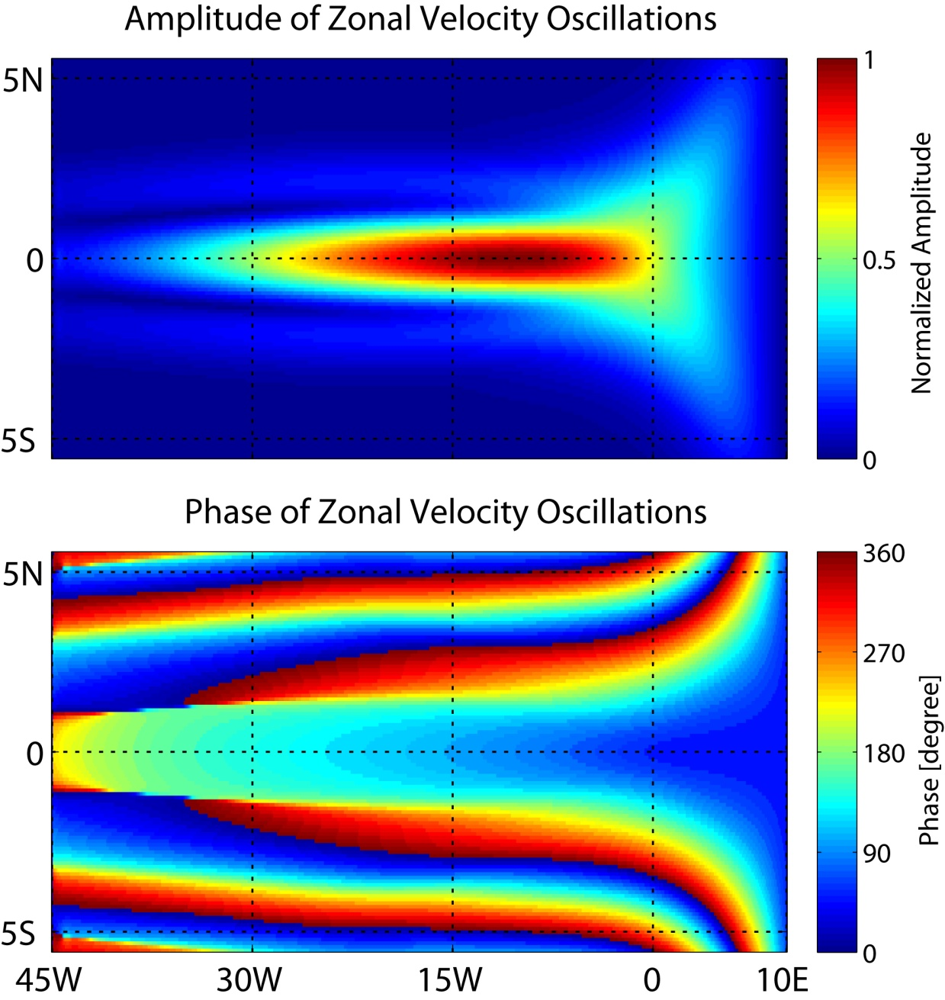 Amplitude of Zonal Velocity Oscillations
5N
0
5S
1
0.5
0
Normalized Amplitude
Phase of Zonal Velocity Oscillations
5N
0
5S
45W 30W 15W 0 10E
360
270
180
90
0
Phase [degree]